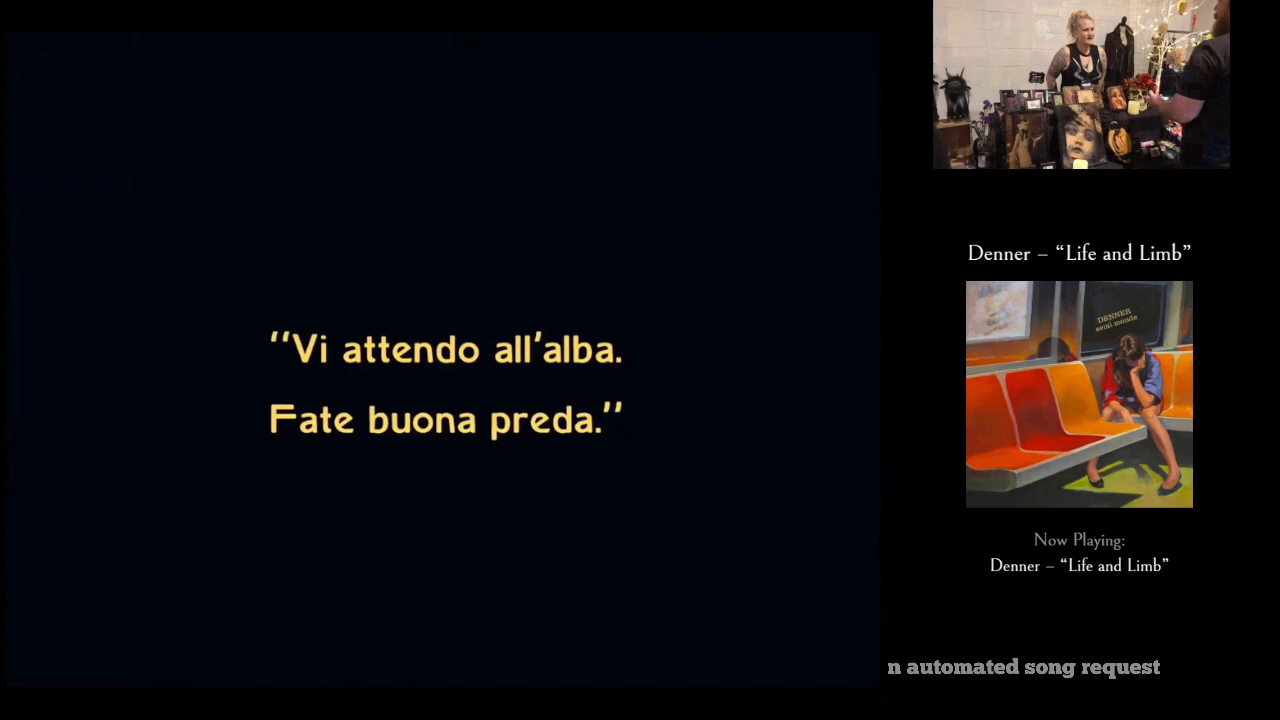 "Vi attendo all'alba.
Fate buona preda."
Denner – “Life and Limb”
DENNER
semi monde
Now Playing:
Denner – “Life and Limb”
n automated song request